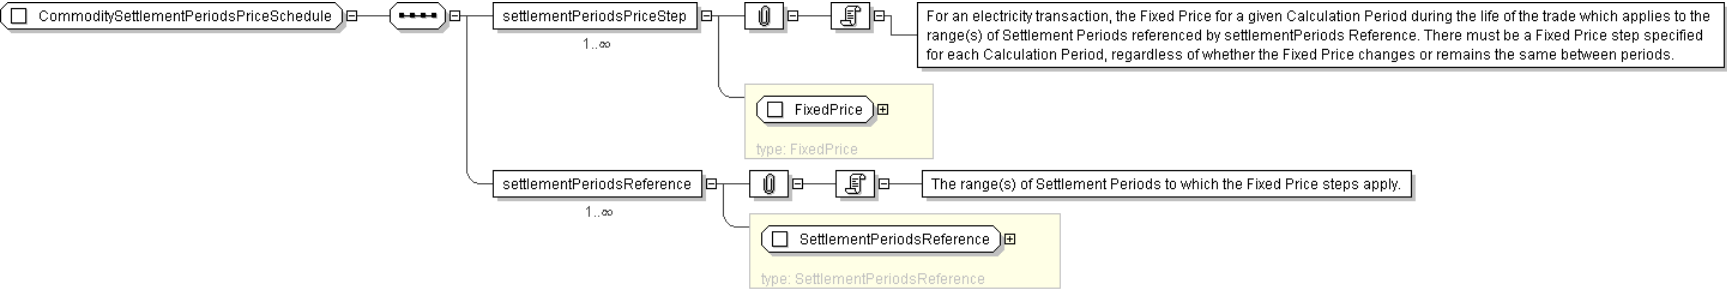 CommoditySettlementPeriodsPriceSchedule
settlementPeriodsPriceStep
1..∞
For an electricity transaction, the Fixed Price for a given Calculation Period during the life of the trade which applies to the
range(s) of Settlement Periods referenced by settlementPeriods Reference. There must be a Fixed Price step specified
for each Calculation Period, regardless of whether the Fixed Price changes or remains the same between periods.
FixedPrice
type: FixedPrice
settlementPeriodsReference
1..∞
The range(s) of Settlement Periods to which the Fixed Price steps apply.
SettlementPeriodsReference
type: SettlementPeriodsReference